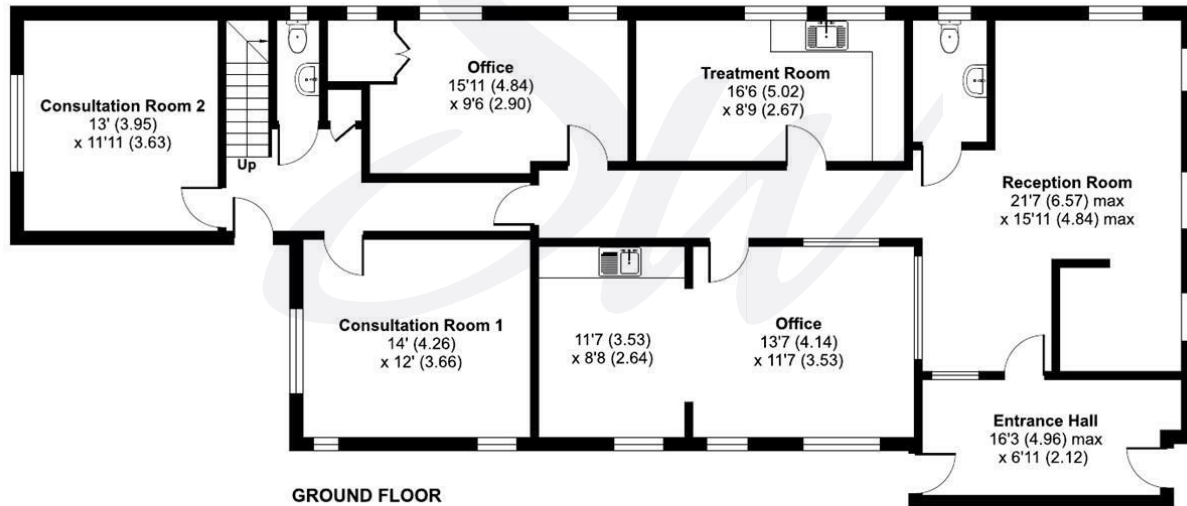 Consultation Room 2
13' (3.95)
x 11'11 (3.63)
Up
Office
15'11 (4.84)
x 9'6 (2.90)
Treatment Room
16'6 (5.02)
x 8'9 (2.67)
Reception Room
21'7 (6.57) max
x 15'11 (4.84) max
Consultation Room 1
14' (4.26)
x 12' (3.66)
11'7 (3.53)
x 8'8 (2.64)
Office
13'7 (4.14)
x 11'7 (3.53)
Entrance Hall
16'3 (4.96) max
x 6'11 (2.12)
GROUND FLOOR
Sw